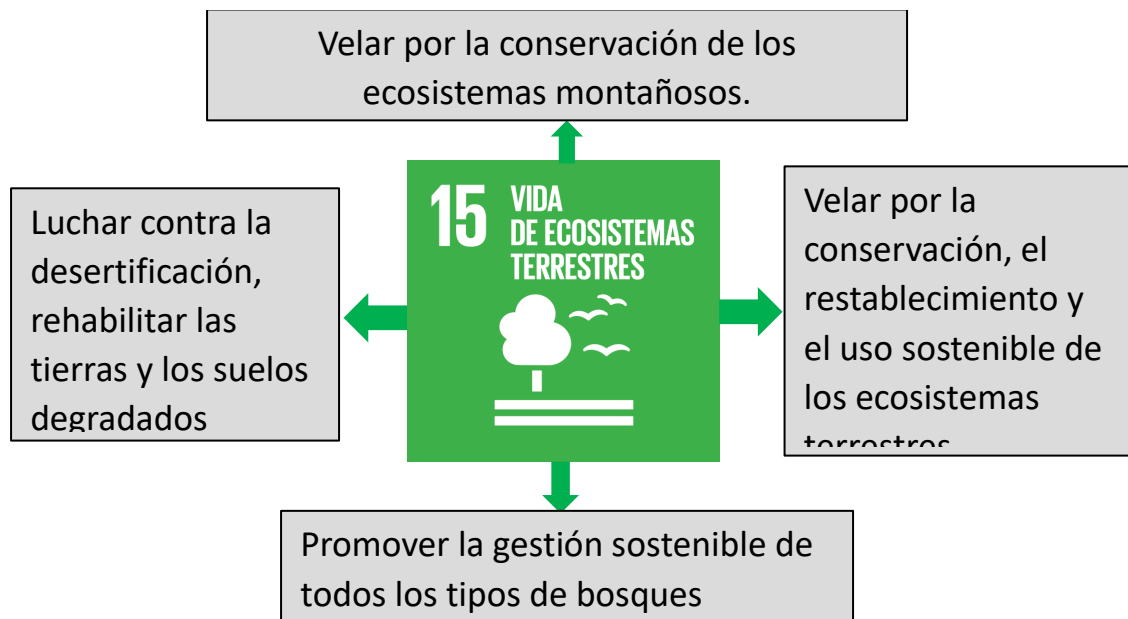 Velar por la conservación de los
ecosistemas montañosos.
Luchar contra la
desertificación,
rehabilitar las
tierras y los suelos
degradados
15 VIDA
DE ECOSISTEMAS
TERRESTRES
Velar por la
conservación, el
restablecimiento y
el uso sostenible de
los ecosistemas
terrestres
Promover la gestión sostenible de
todos los tipos de bosques